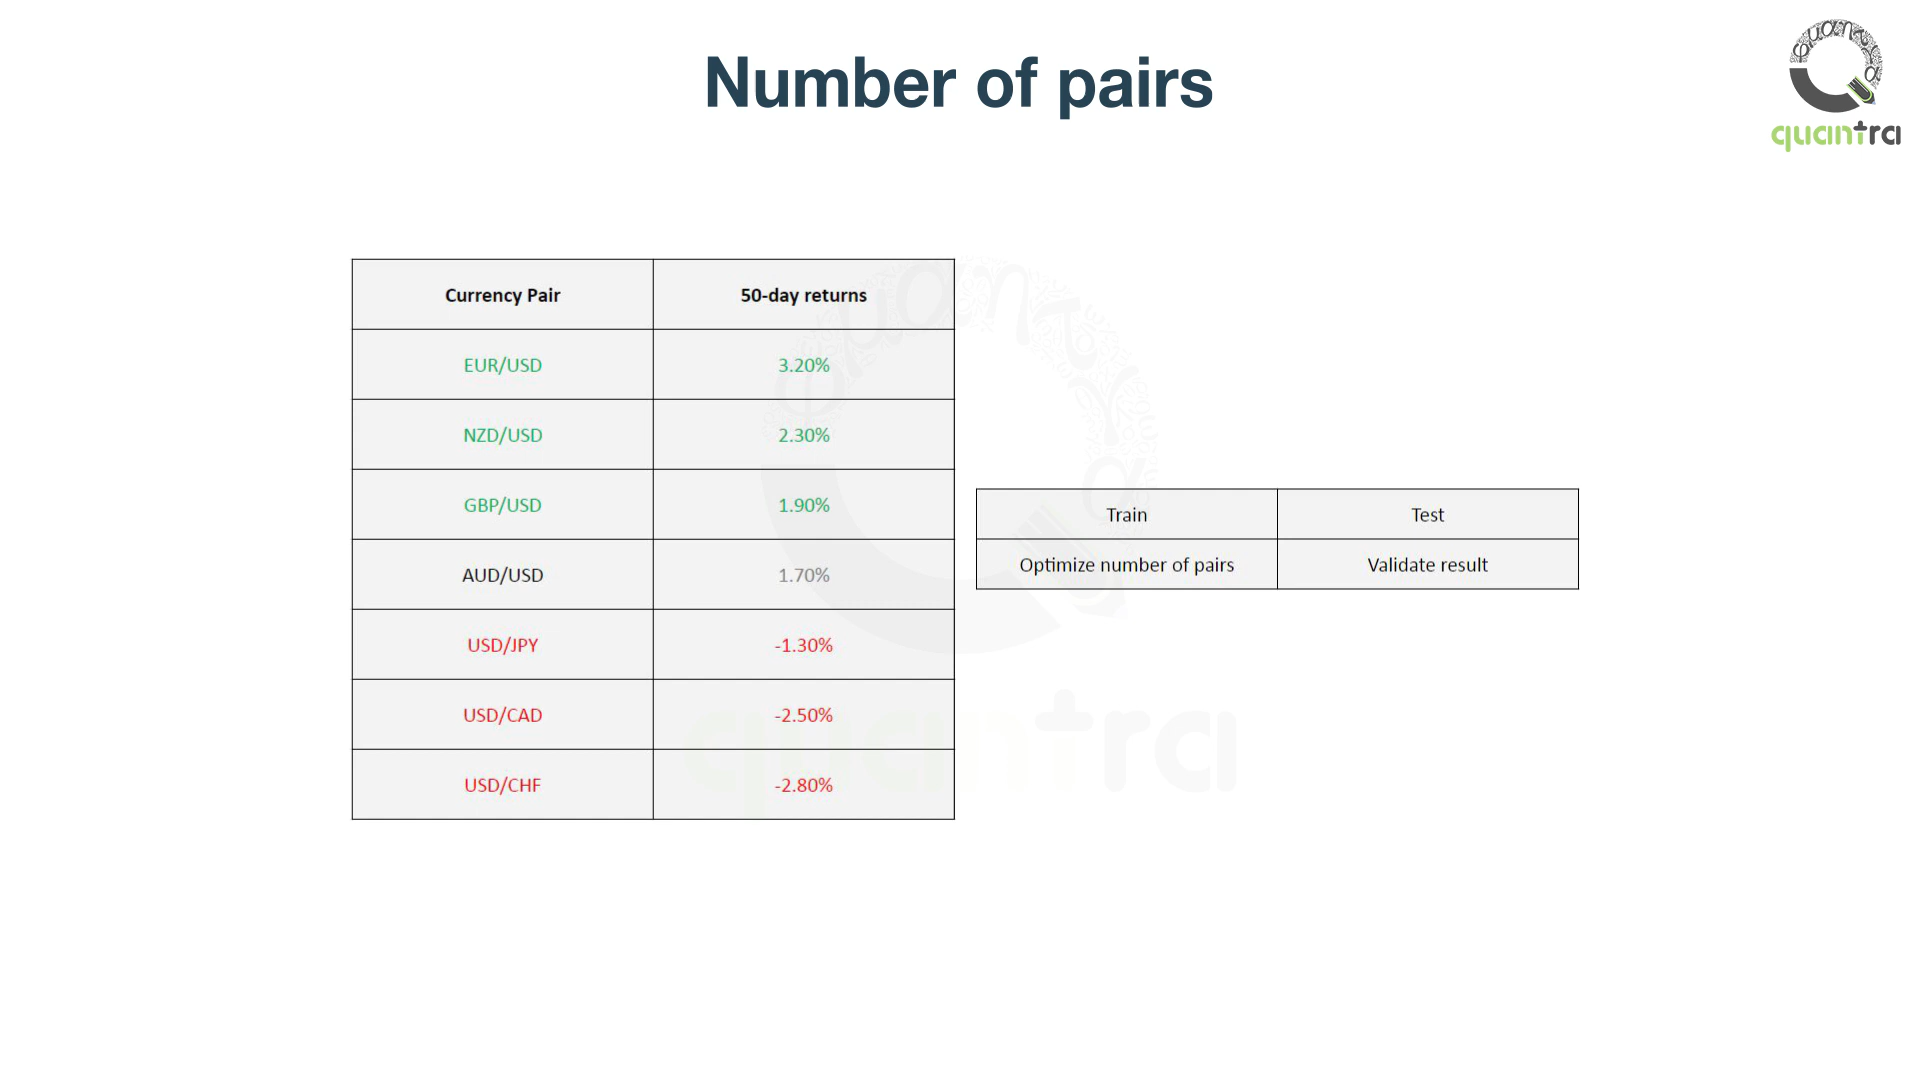 Number of pairs
quantra
Currency Pair 50-day returns
EUR/USD 3.20%
NZD/USD 2.30%
GBP/USD 1.90%
AUD/USD 1.70%
USD/JPY -1.30%
USD/CAD -2.50%
USD/CHF -2.80%
Train Test
Optimize number of pairs Validate result
quantra